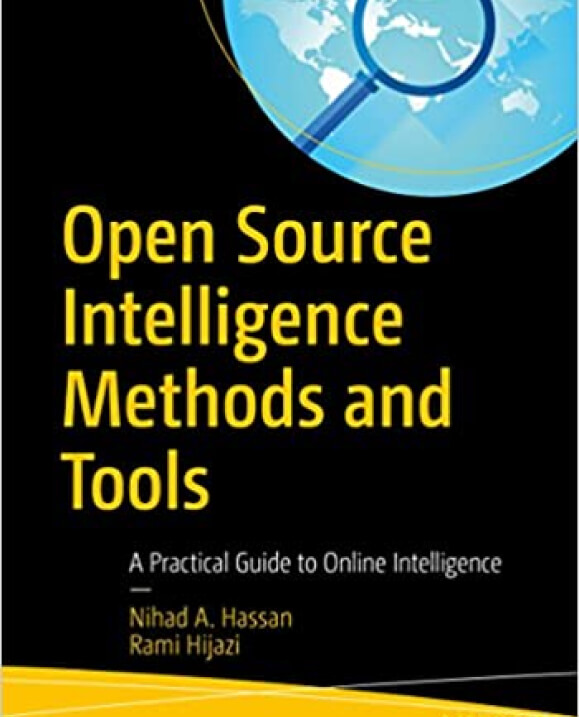 Open Source
Intelligence
Methods and
Tools
A Practical Guide to Online Intelligence
Nihad A. Hassan
Rami Hijazi